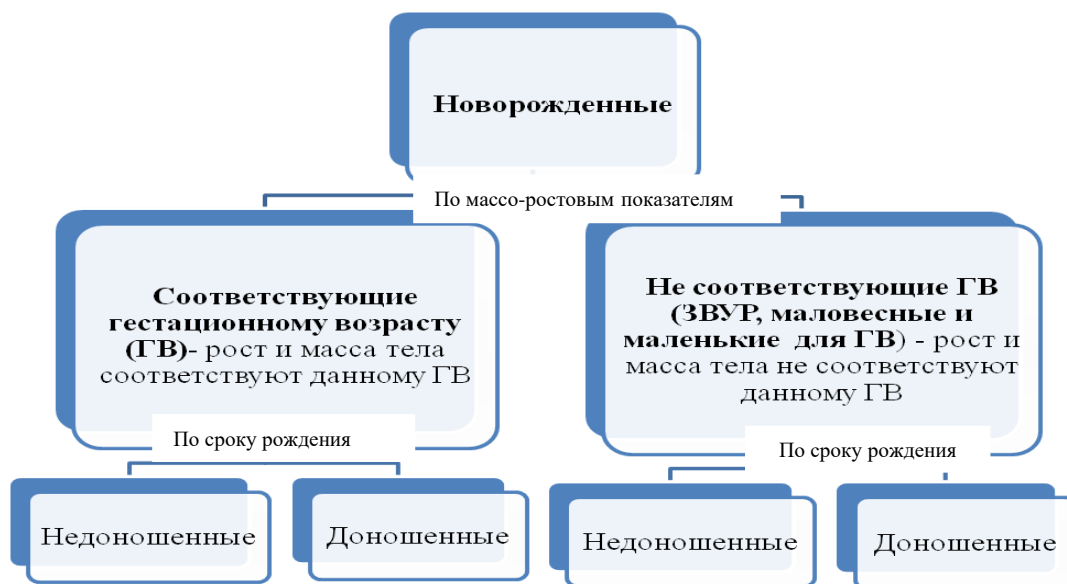 Новорожденные
По массо-ростовым показателям
Соответствующие
гестационному возрасту
(ГВ)- рост и масса тела
соответствуют данному ГВ
Не соответствующие ГВ
(ЗВУР, маловесные и
маленькие для ГВ) - рост и
масса тела не соответствуют
данному ГВ
По сроку рождения
По сроку рождения
Недоношенные
Доношенные
Недоношенные
Доношенные